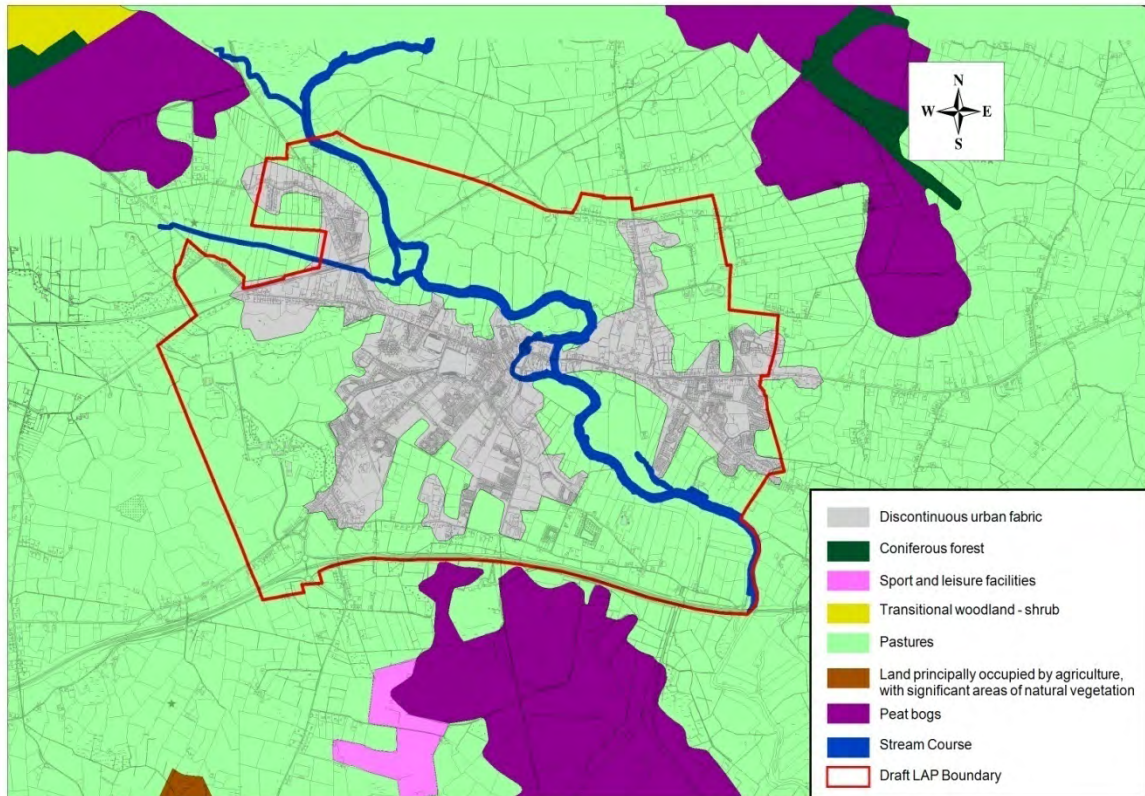 N
W E
S
Discontinuous urban fabric
Coniferous forest
Sport and leisure facilities
Transitional woodland - shrub
Pastures
Land principally occupied by agriculture,
with significant areas of natural vegetation
Peat bogs
Stream Course
Draft LAP Boundary